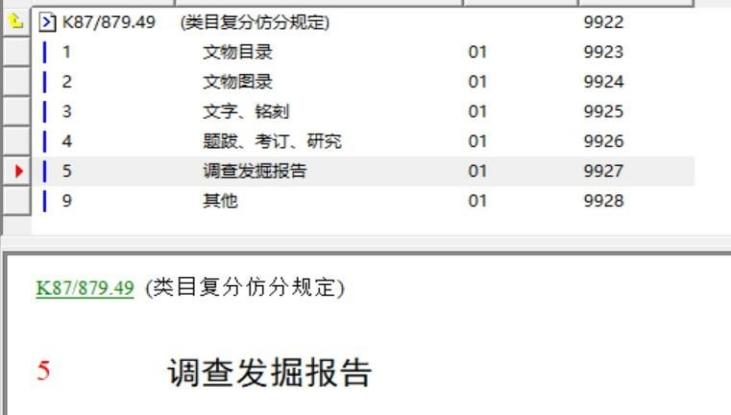 K87/879.49 (类目复分仿分规定) 9922
1 文物目录 01 9923
2 文物图录 01 9924
3 文字、铭刻 01 9925
4 题跋、考订、研究 01 9926
5 调查发掘报告 01 9927
9 其他 01 9928
K87/879.49 (类目复分仿分规定)
5 调查发掘报告